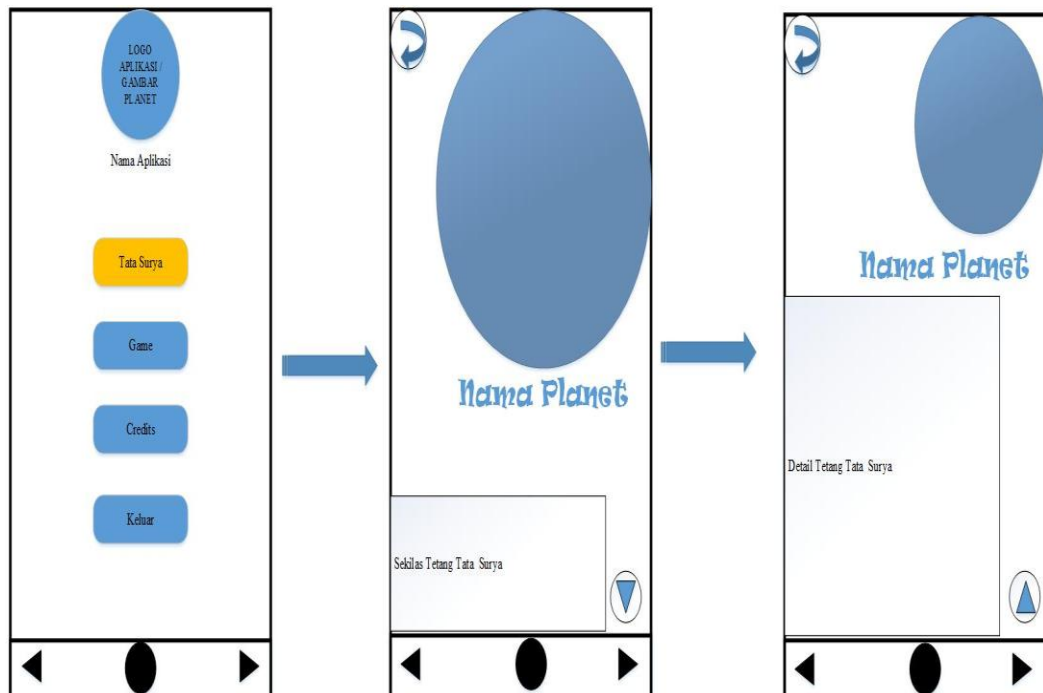 LOGO
APLIKASI /
GAMBAR
PLANET
Nama Aplikasi
Tata Surya
Game
Credits
Keluar
Nama Planet
Sekilas Tetang Tata Surya
Nama Planet
Detail Tetang Tata Surya